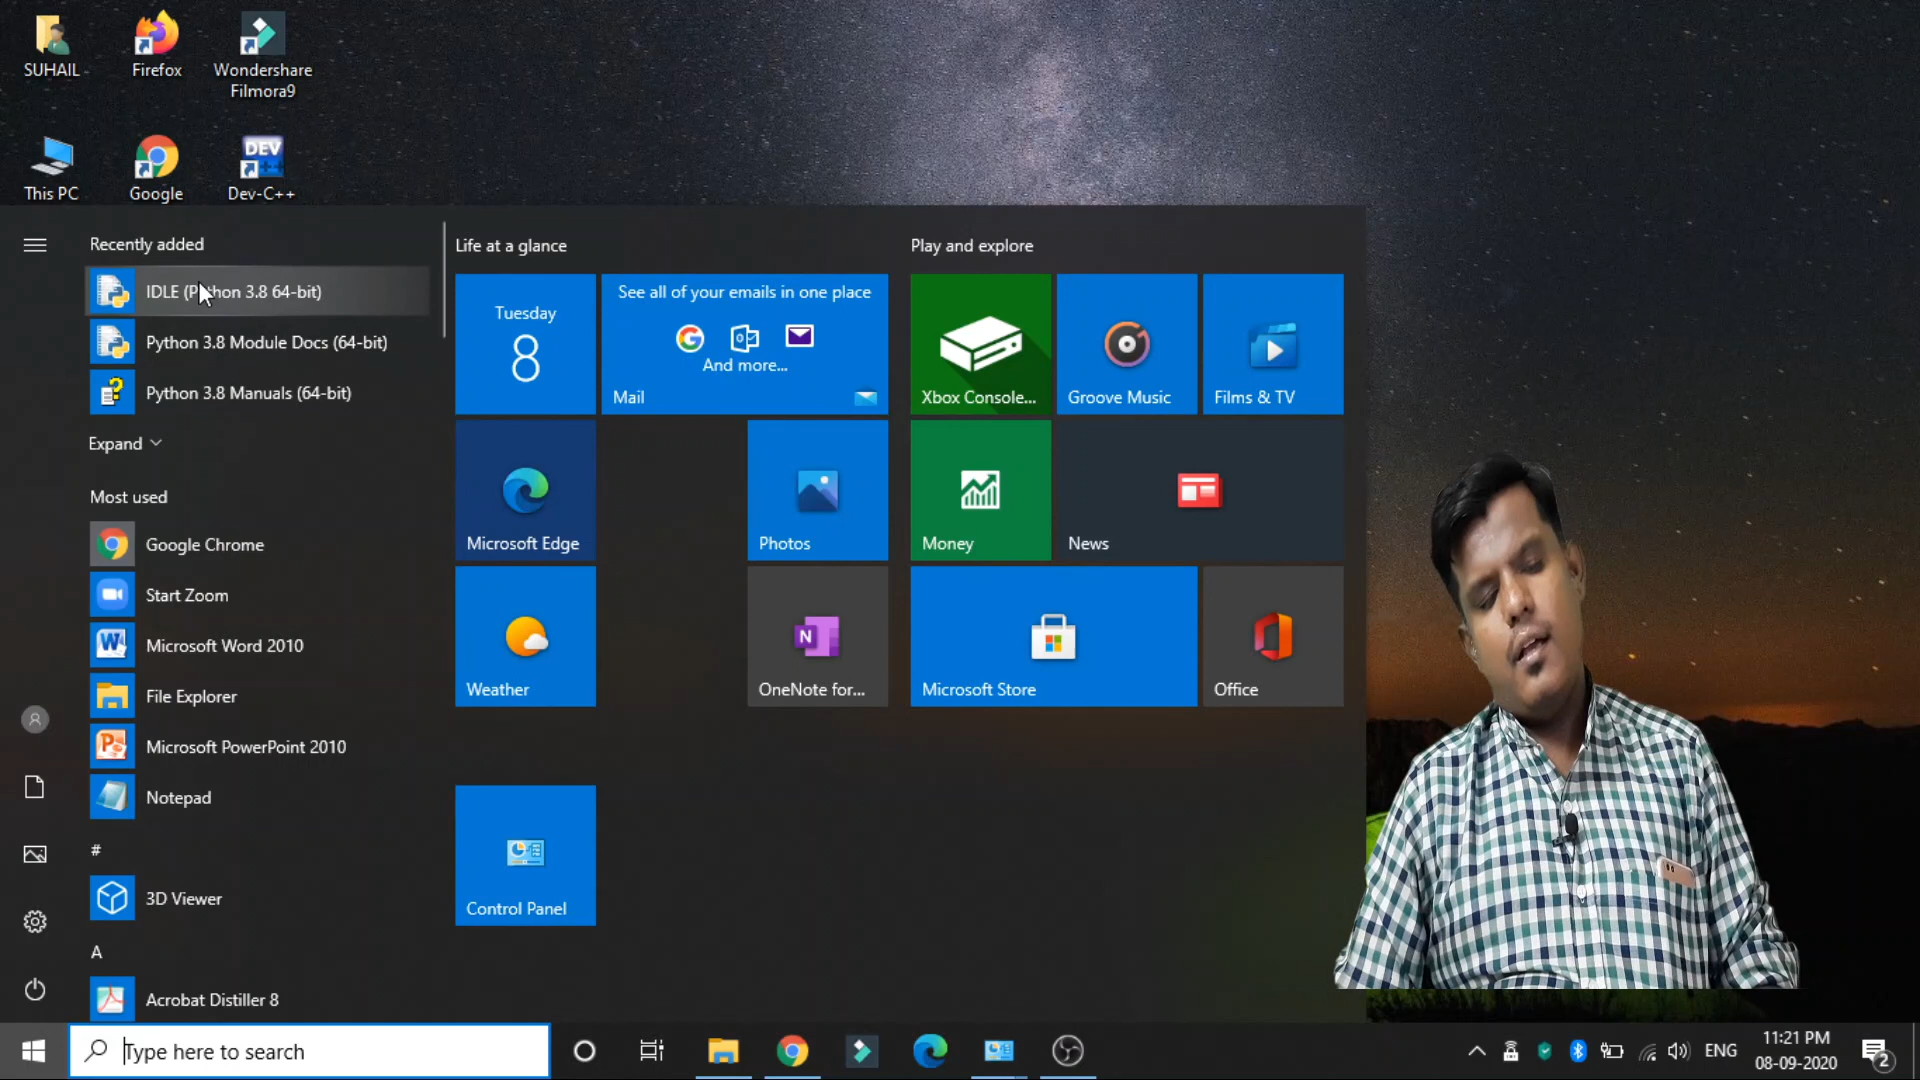 SUHAIL
Firefox
Wondershare
Filmora9
This PC
Google
DEV
Dev-C++
Recently added
IDLE (Python 3.8 64-bit)
Python 3.8 Module Docs (64-bit)
Python 3.8 Manuals (64-bit)
Expand
Most used
Google Chrome
Start Zoom
Microsoft Word 2010
File Explorer
Microsoft PowerPoint 2010
Notepad
#
3D Viewer
A
Acrobat Distiller 8
Life at a glance
Tuesday
8
See all of your emails in one place
And more...
Mail
Microsoft Edge
Photos
Weather
OneNote for...
Control Panel
Play and explore
Xbox Console...
Groove Music
Films & TV
Money
News
Microsoft Store
Office
Type here to search
ENG
11:21 PM
08-09-2020
2